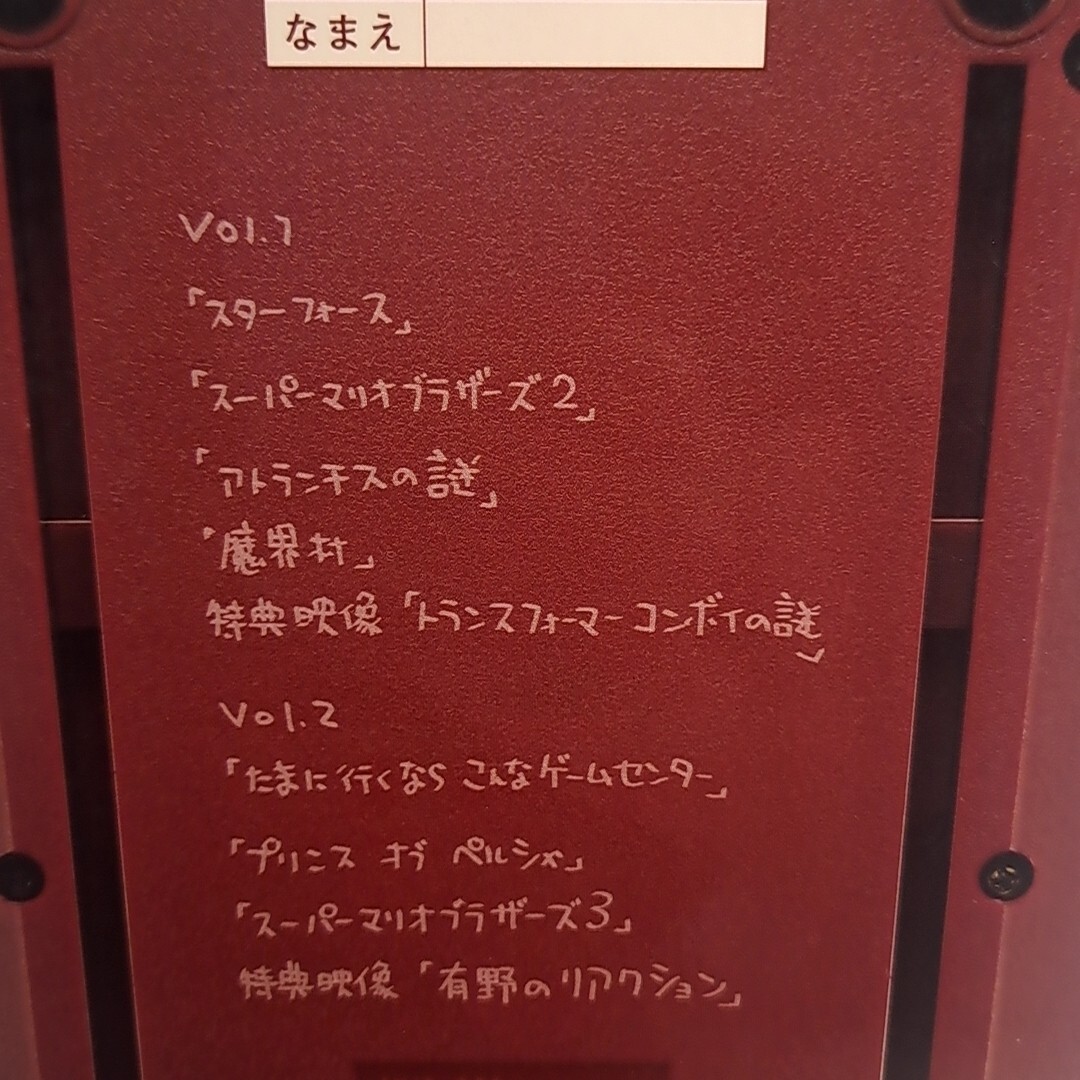 なまえ
Vol.1
「スターフォース」
「スーパーマリオブラザーズ2」
「アトランチスの謎」
「魔界村」
特典映像「トランスフォーマーコンボイの謎」
Vol.2
「たまに行くなら こんなゲームセンター」
「プリンス オブ ペルシャ」
「スーパーマリオブラザーズ3」
特典映像「有野のリアクション」